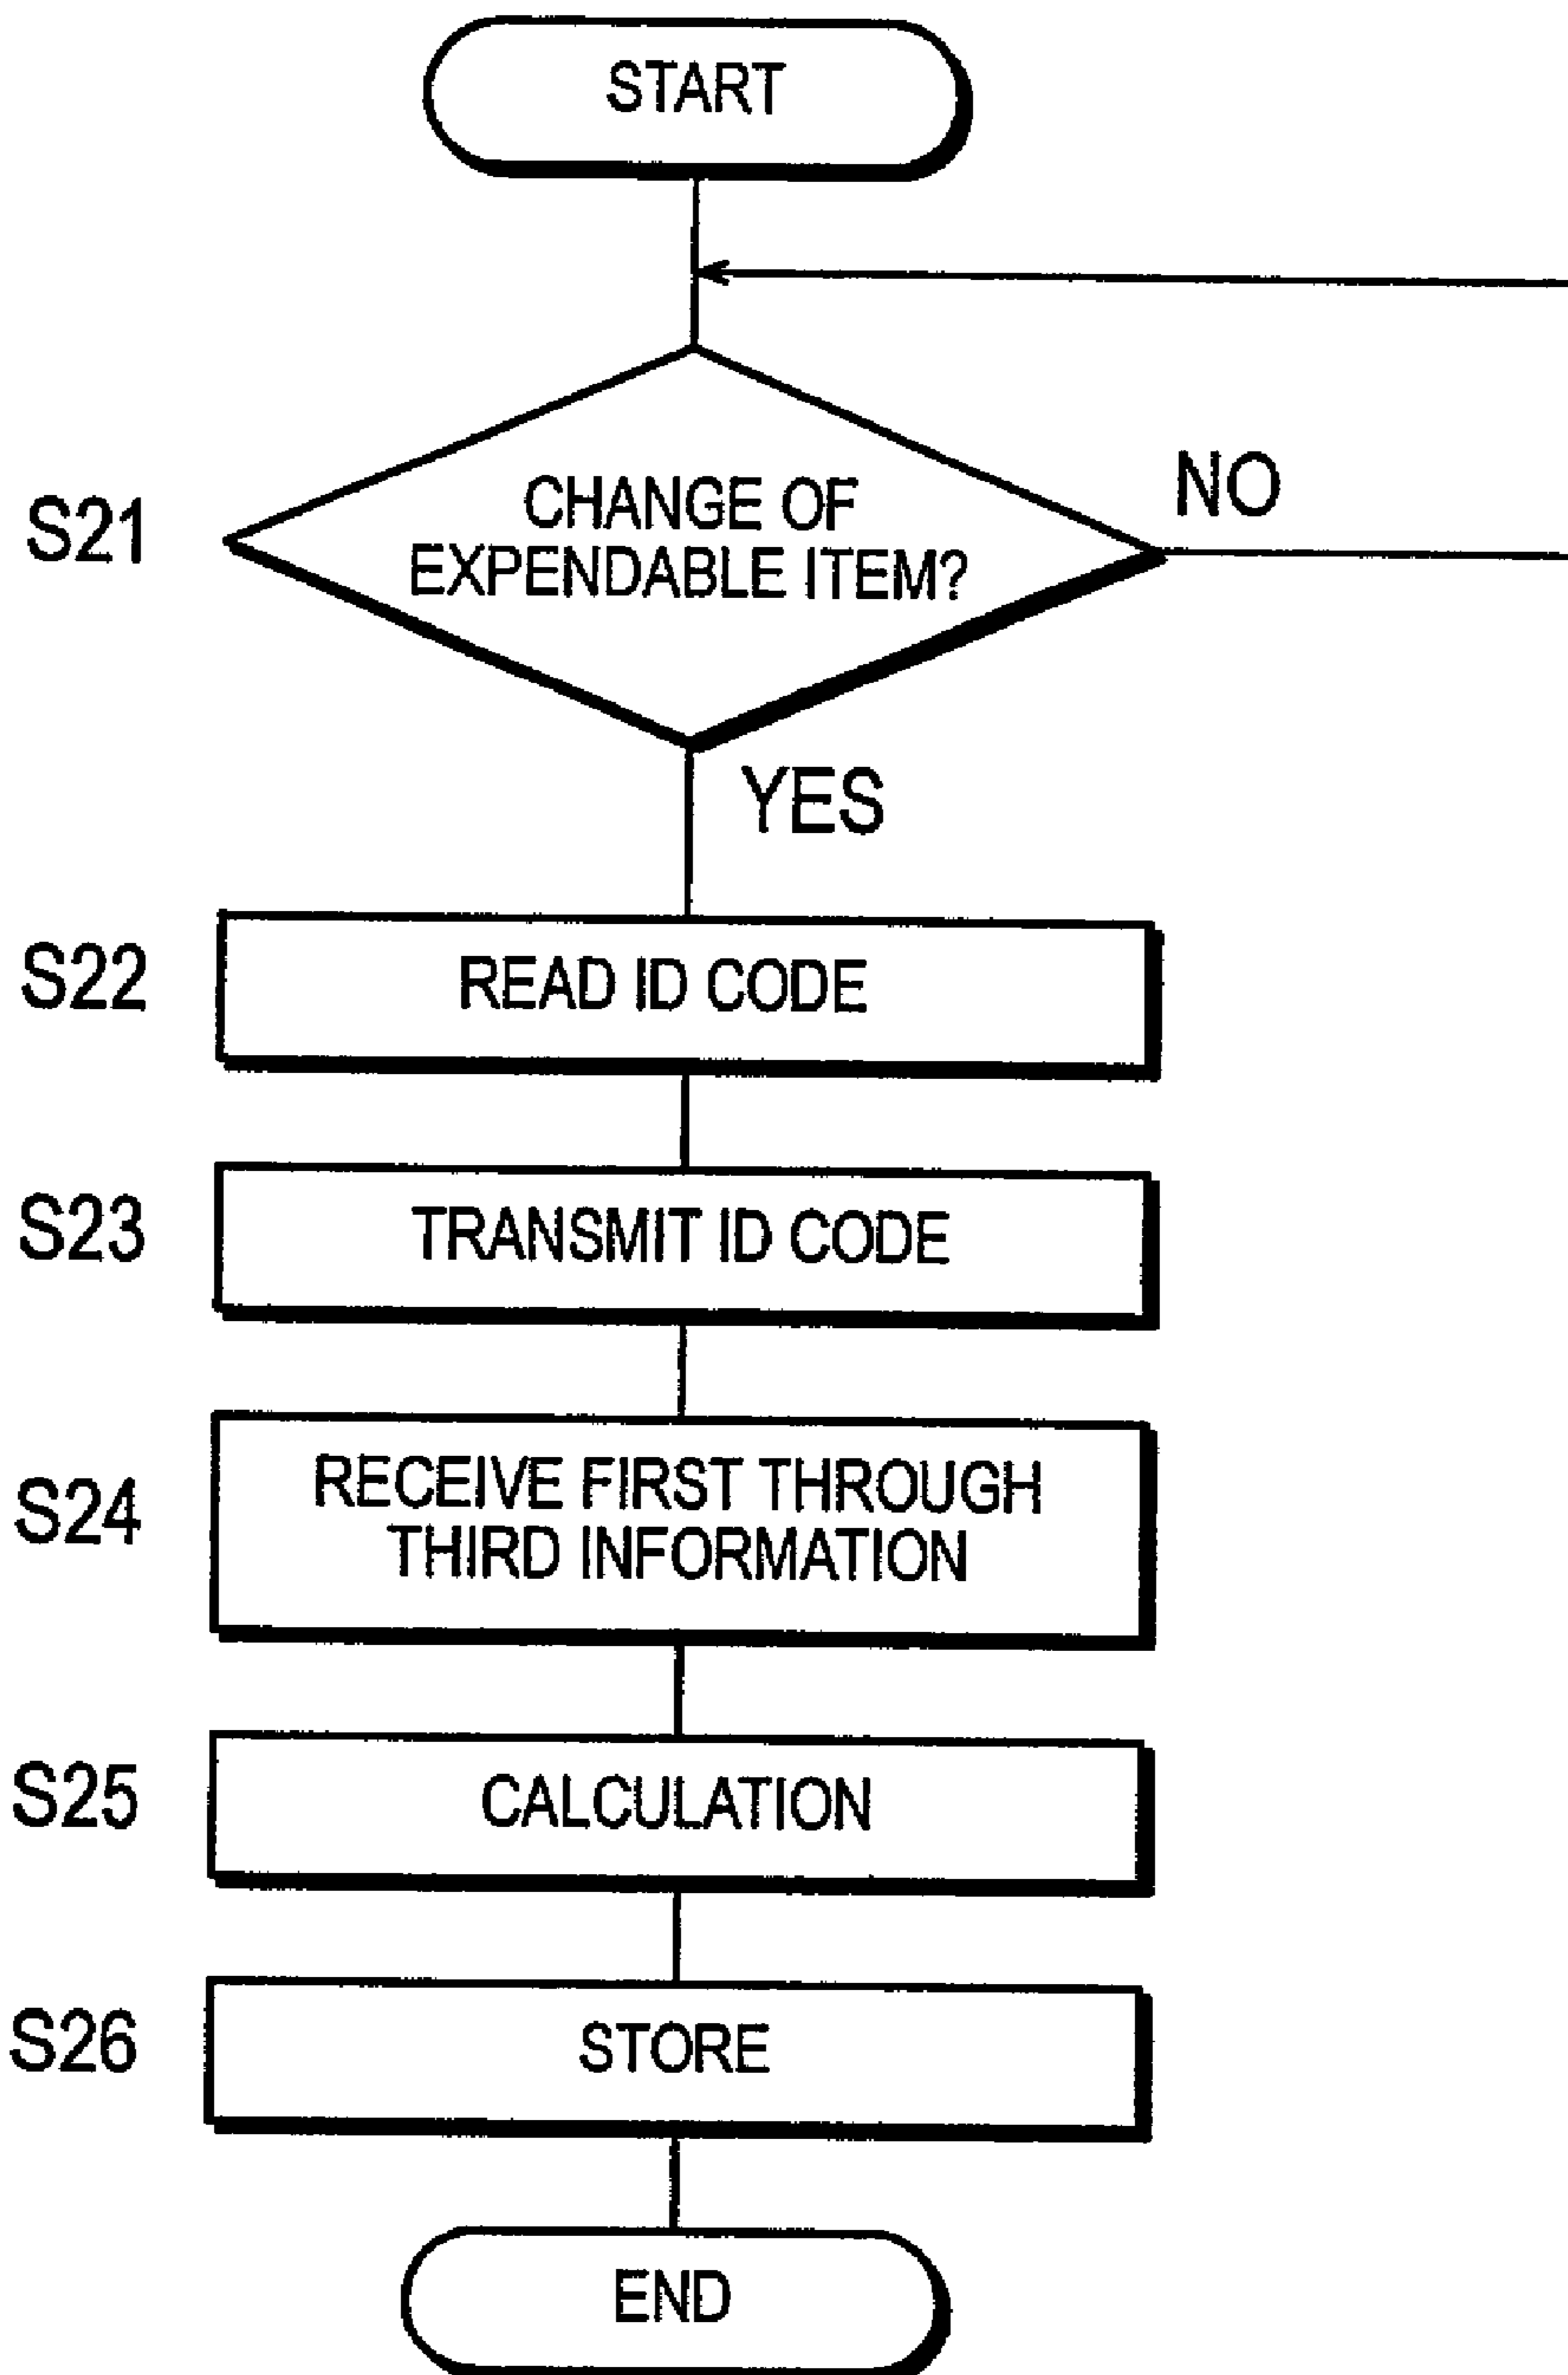 START
S21
CHANGE OF
EXPENDABLE ITEM?
NO
YES
S22
READ ID CODE
S23
TRANSMIT ID CODE
S24
RECEIVE FIRST THROUGH
THIRD INFORMATION
S25
CALCULATION
S26
STORE
END